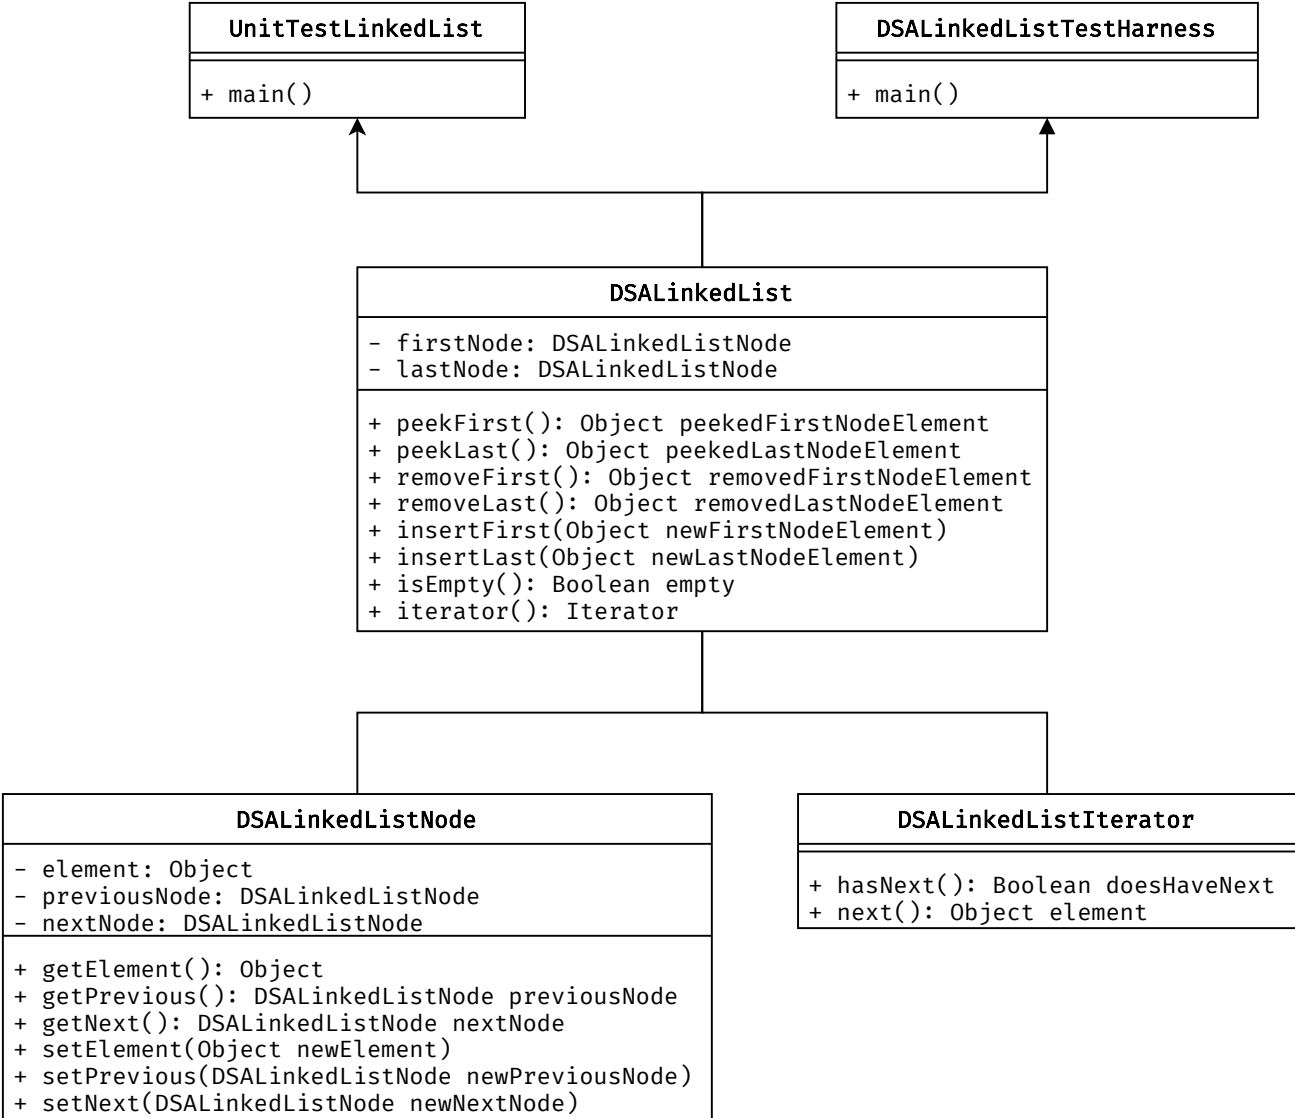 UnitTestLinkedList
+ main()
DSALinkedListTestHarness
+ main()
DSALinkedList
- firstNode: DSALinkedListNode
- lastNode: DSALinkedListNode
+ peekFirst(): Object peekedFirstNodeElement
+ peekLast(): Object peekedLastNodeElement
+ removeFirst(): Object removedFirstNodeElement
+ removeLast(): Object removedLastNodeElement
+ insertFirst(Object newFirstNodeElement)
+ insertLast(Object newLastNodeElement)
+ isEmpty(): Boolean empty
+ iterator(): Iterator
DSALinkedListNode
- element: Object
- previousNode: DSALinkedListNode
- nextNode: DSALinkedListNode
+ getElement(): Object
+ getPrevious(): DSALinkedListNode previousNode
+ getNext(): DSALinkedListNode nextNode
+ setElement(Object newElement)
+ setPrevious(DSALinkedListNode newPreviousNode)
+ setNext(DSALinkedListNode newNextNode)
DSALinkedListIterator
+ hasNext(): Boolean doesHaveNext
+ next(): Object element